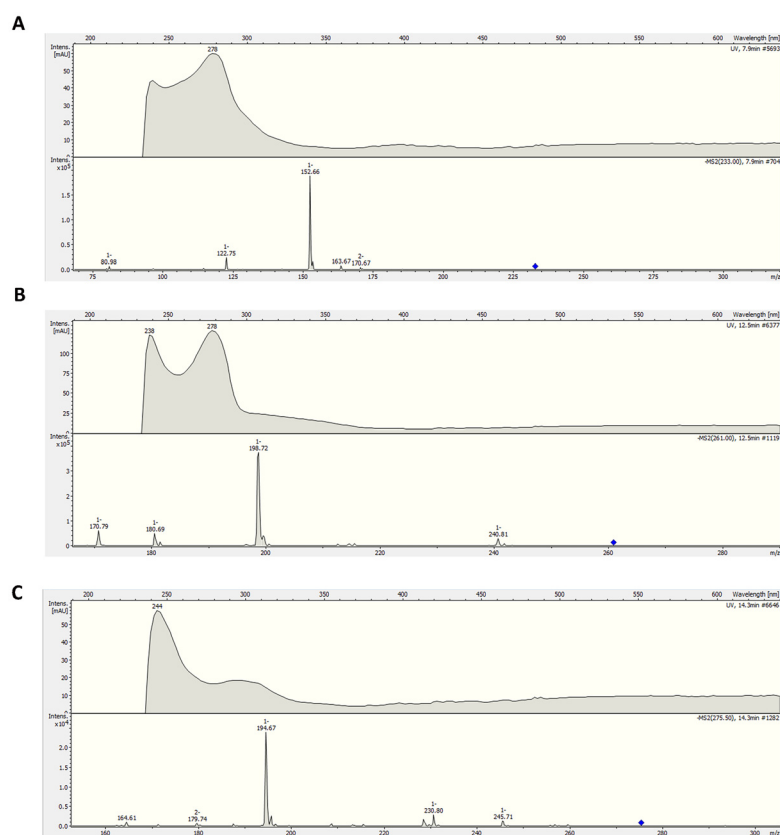 A
200 250 300 350 400 450 500 550 600 Wavelength [nm]
Intens.
[mAU]
UV, 7.9min #5693
278
50
40
30
20
10
0
Intens.
x10⁵
-MS2(233.00), 7.9min #704
1-
152.66
1.5
1.0
0.5
0.0
1-
80.98
1-
122.75
163.67
2-
170.67
75 100 125 150 175 200 225 250 275 300 m/z
B
200 250 300 350 400 450 500 550 600 Wavelength [nm]
Intens.
[mAU]
UV, 12.5min #6377
238
278
100
75
50
25
0
Intens.
x10⁵
-MS2(261.00), 12.5min #1119
1-
198.72
3
2
1
0
1-
170.79
1-
180.69
1-
240.81
180 200 220 240 260 280 m/z
C
200 250 300 350 400 450 500 550 600 Wavelength [nm]
Intens.
[mAU]
UV, 14.3min #6646
244
50
40
30
20
10
0
Intens.
x10⁴
-MS2(275.50), 14.3min #1282
1-
194.67
2.0
1.5
1.0
0.5
0.0
164.61
2-
179.74
1-
230.80
1-
245.71
160 180 200 220 240 260 280 300 m/z